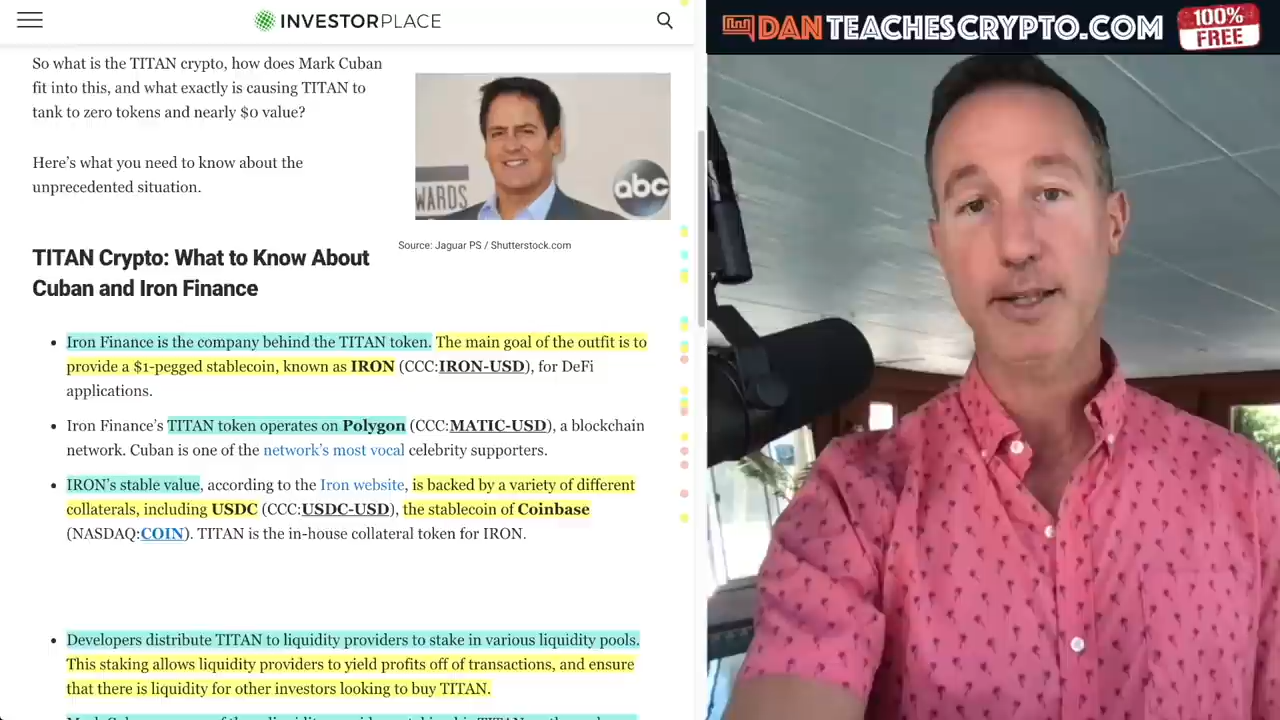 INVESTORPLACE
So what is the TITAN crypto, how does Mark Cuban
fit into this, and what exactly is causing TITAN to
tank to zero tokens and nearly $0 value?
Here’s what you need to know about the
unprecedented situation.
WARDS
abc
Source: Jaguar PS / Shutterstock.com
TITAN Crypto: What to Know About
Cuban and Iron Finance
• Iron Finance is the company behind the TITAN token. The main goal of the outfit is to
provide a $1-pegged stablecoin, known as IRON (CCC:IRON-USD), for DeFi
applications.
• Iron Finance’s TITAN token operates on Polygon (CCC:MATIC-USD), a blockchain
network. Cuban is one of the network’s most vocal celebrity supporters.
• IRON’s stable value, according to the Iron website, is backed by a variety of different
collaterals, including USDC (CCC:USDC-USD), the stablecoin of Coinbase
(NASDAQ:COIN). TITAN is the in-house collateral token for IRON.
• Developers distribute TITAN to liquidity providers to stake in various liquidity pools.
This staking allows liquidity providers to yield profits off of transactions, and ensure
that there is liquidity for other investors looking to buy TITAN.
DANTEACHESCRYPTO.COM
100%
FREE